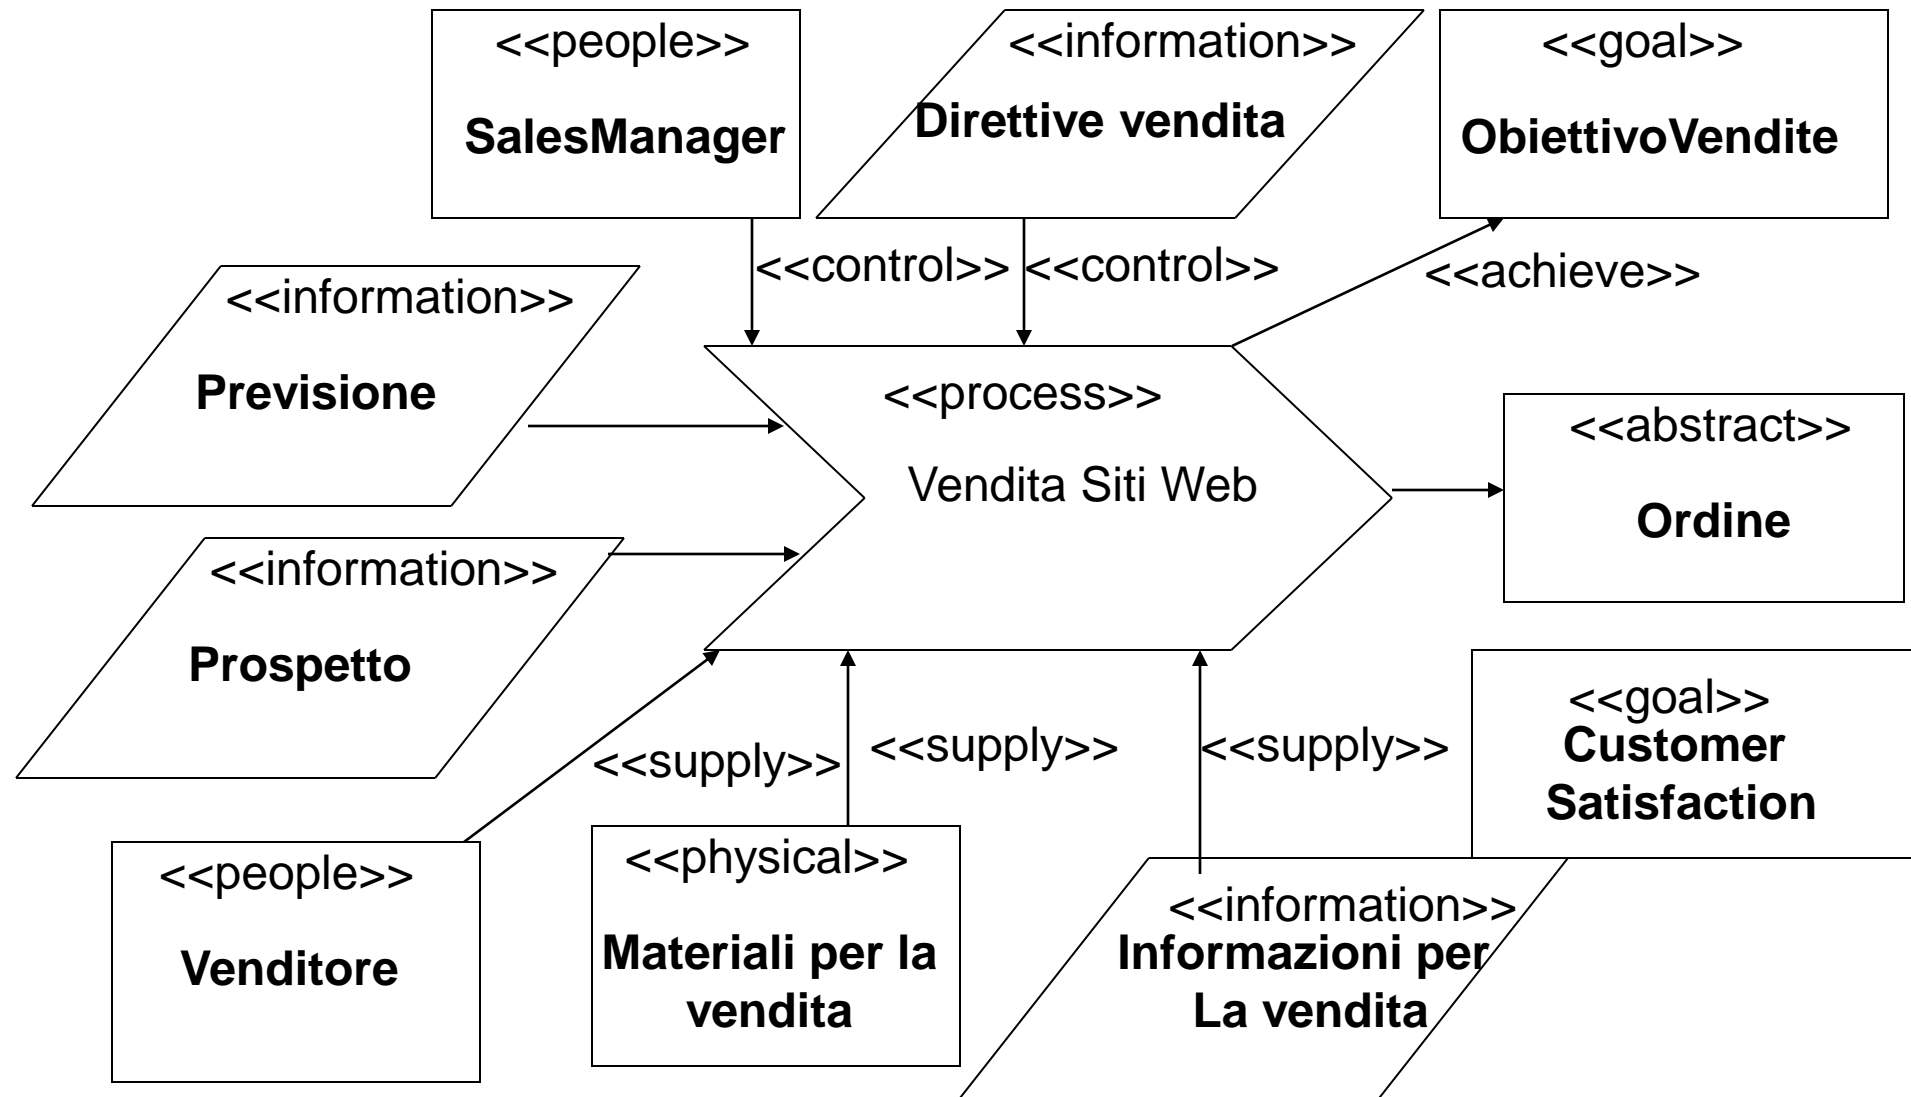 <<people>>
SalesManager
<<information>>
Direttive vendita
<<goal>>
ObiettivoVendite
<<control>>
<<control>>
<<achieve>>
<<information>>
Previsione
<<process>>
Vendita Siti Web
<<abstract>>
Ordine
<<information>>
Prospetto
<<supply>>
<<supply>>
<<supply>>
<<goal>>
Customer
Satisfaction
<<people>>
Venditore
<<physical>>
Materiali per la
vendita
<<information>>
Informazioni per
La vendita